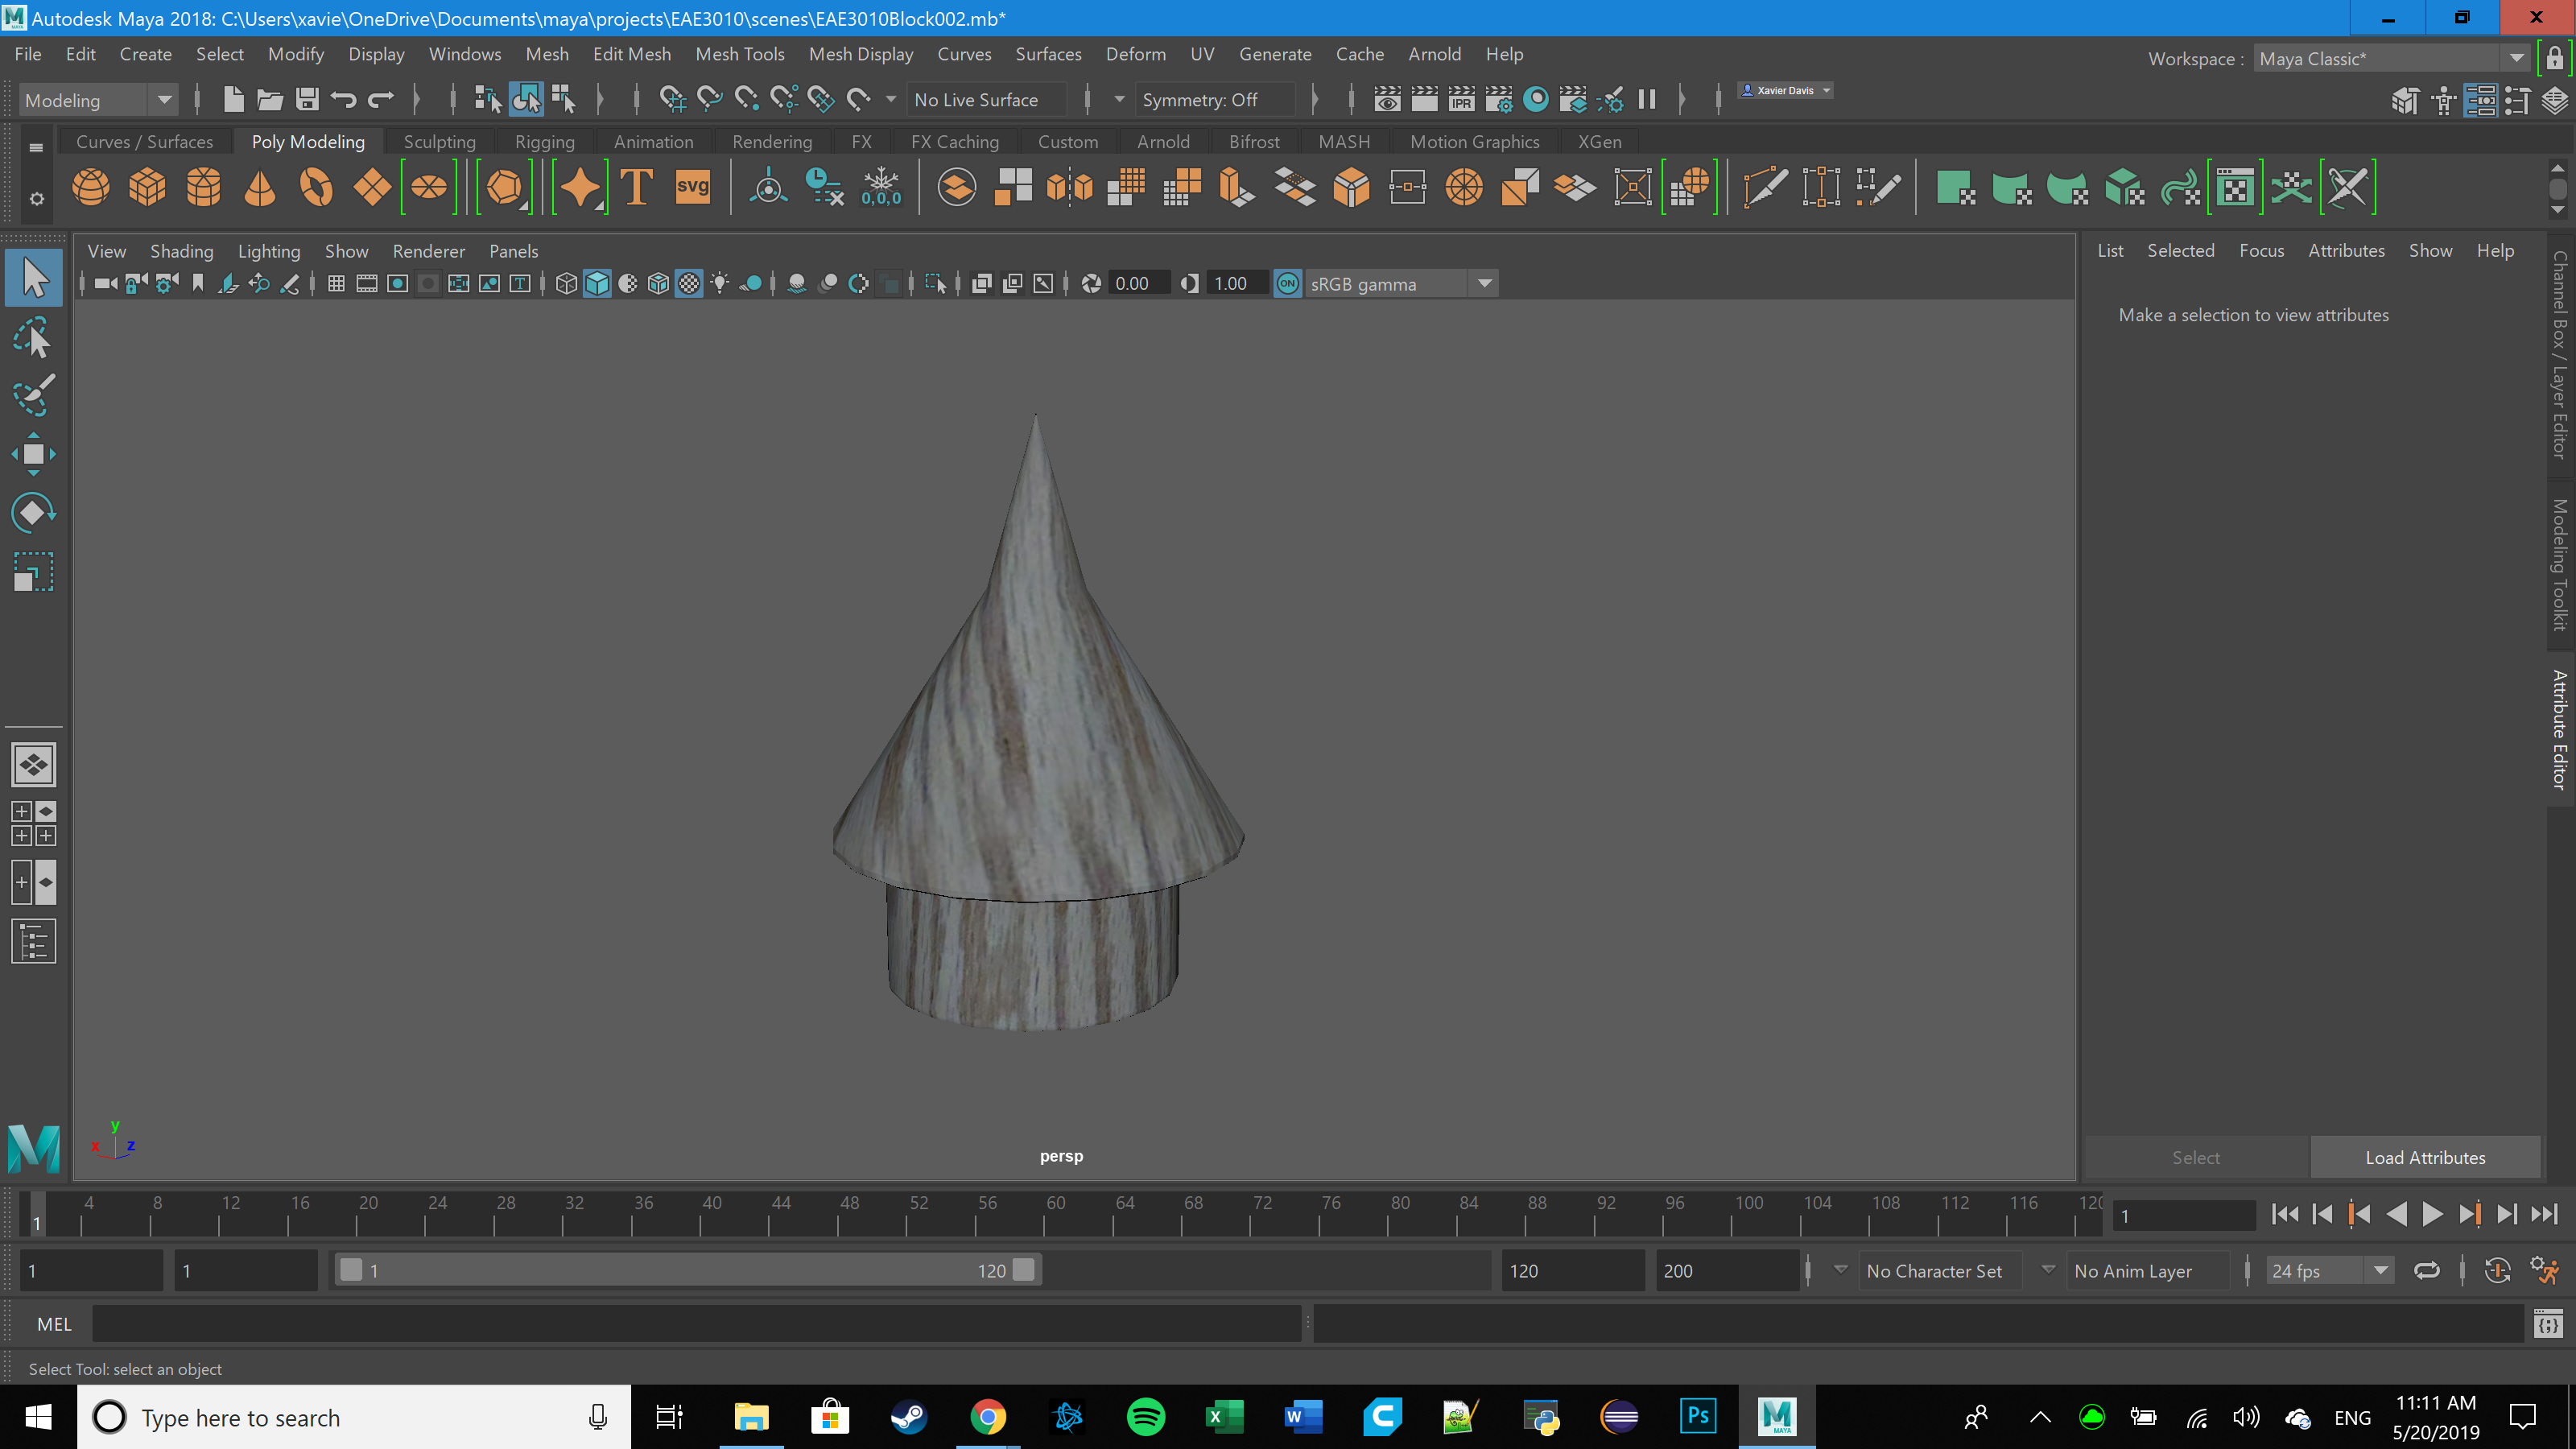 Autodesk Maya 2018: C:\Users\xavie\OneDrive\Documents\maya\projects\EAE3010\scenes\EAE3010Block002.mb*
File Edit Create Select Modify Display Windows Mesh Edit Mesh Mesh Tools Mesh Display Curves Surfaces Deform UV Generate Cache Arnold Help
Workspace : Maya Classic*
Modeling No Live Surface Symmetry: Off IPR Xavier Davis
Curves / Surfaces Poly Modeling Sculpting Rigging Animation Rendering FX FX Caching Custom Arnold Bifrost MASH Motion Graphics XGen
T svg 0,0,0
View Shading Lighting Show Renderer Panels
0.00 1.00 ON sRGB gamma
List Selected Focus Attributes Show Help
Make a selection to view attributes
Channel Box / Layer Editor
Modeling Toolkit
Attribute Editor
y
x z
persp
Select Load Attributes
1 4 8 12 16 20 24 28 32 36 40 44 48 52 56 60 64 68 72 76 80 84 88 92 96 100 104 108 112 116 120 1
1 1 1 120 120 200 No Character Set No Anim Layer 24 fps
MEL
Select Tool: select an object
Type here to search
Ps
MAYA
ENG
11:11 AM
5/20/2019